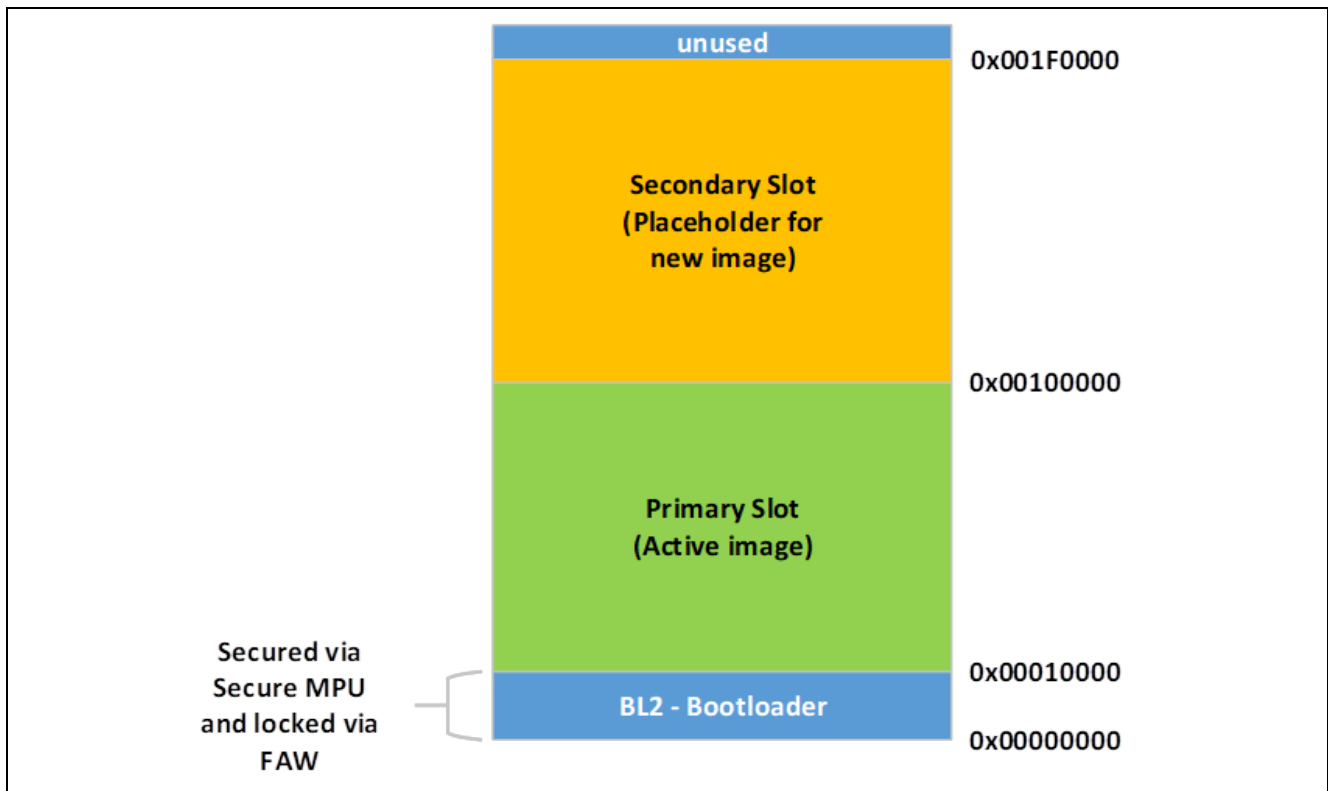 unused
0x001F0000
Secondary Slot
(Placeholder for
new image)
0x00100000
Primary Slot
(Active image)
Secured via
Secure MPU
and locked via
FAW
0x00010000
BL2 - Bootloader
0x00000000